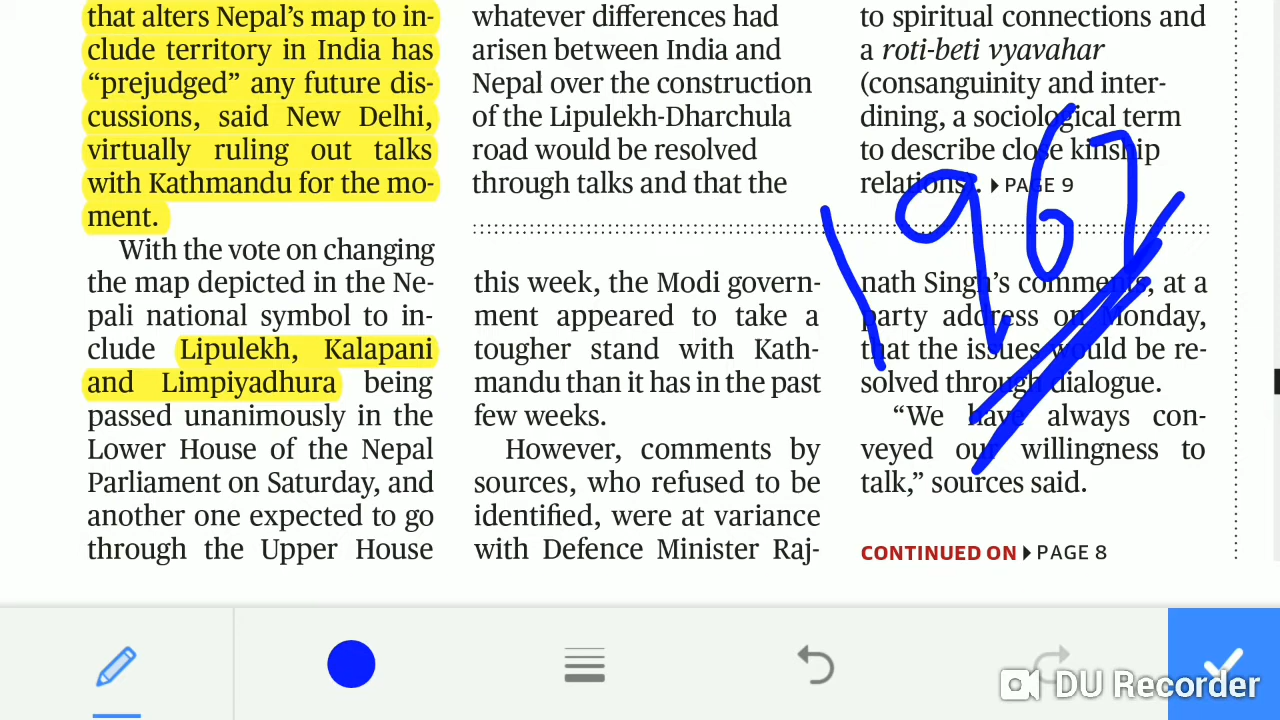 that alters Nepal's map to in-
clude territory in India has
“prejudged” any future dis-
cussions, said New Delhi,
virtually ruling out talks
with Kathmandu for the mo-
ment.
With the vote on changing
the map depicted in the Ne-
pali national symbol to in-
clude Lipulekh, Kalapani
and Limpiyadhura being
passed unanimously in the
Lower House of the Nepal
Parliament on Saturday, and
another one expected to go
through the Upper House
whatever differences had
arisen between India and
Nepal over the construction
of the Lipulekh-Dharchula
road would be resolved
through talks and that the
to spiritual connections and
a roti-beti vyavahar
(consanguinity and inter-
dining, a sociological term
to describe close kinship
relations). PAGE 9
this week, the Modi govern-
ment appeared to take a
tougher stand with Kath-
mandu than it has in the past
few weeks.
However, comments by
sources, who refused to be
identified, were at variance
with Defence Minister Raj-
nath Singh's comments, at a
party address on Monday,
that the issues would be re-
solved through dialogue.
“We have always con-
veyed our willingness to
talk,” sources said.
CONTINUED ON PAGE 8
DU Recorder